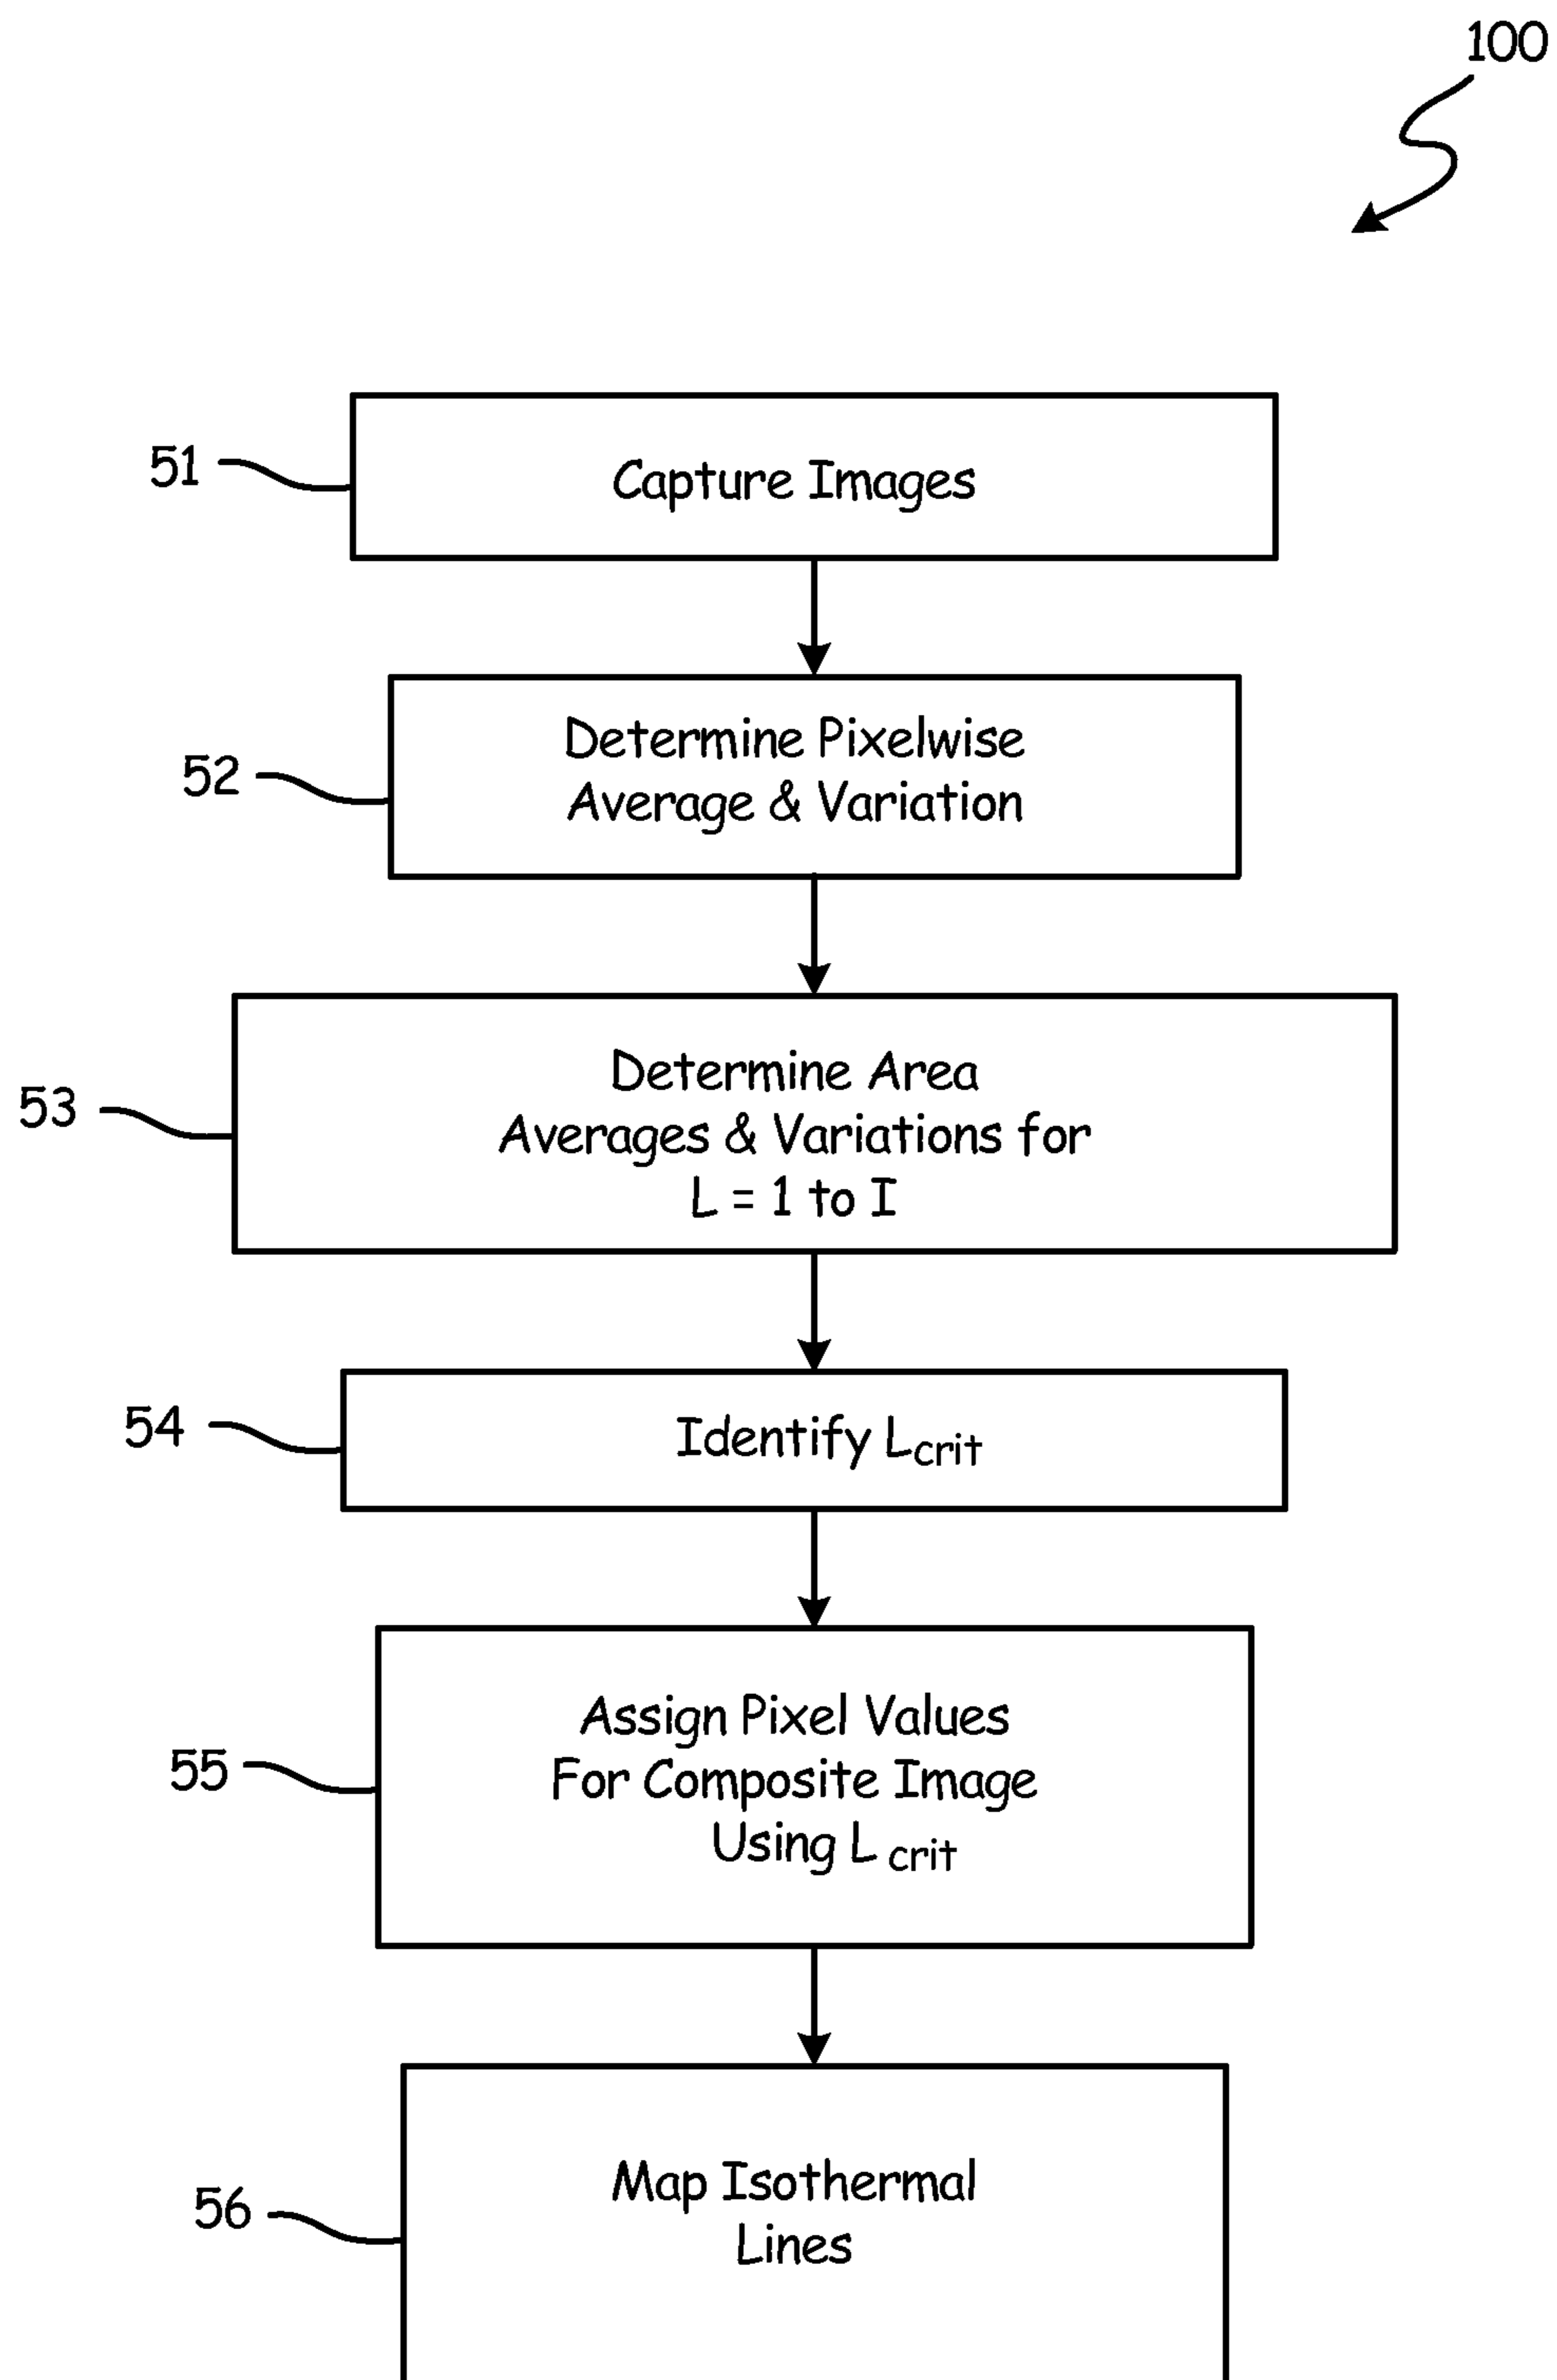 100
51
Capture Images
52
Determine Pixelwise
Average & Variation
53
Determine Area
Averages & Variations for
L = 1 to I
54
Identify Lcrit
55
Assign Pixel Values
For Composite Image
Using L crit
56
Map Isothermal
Lines